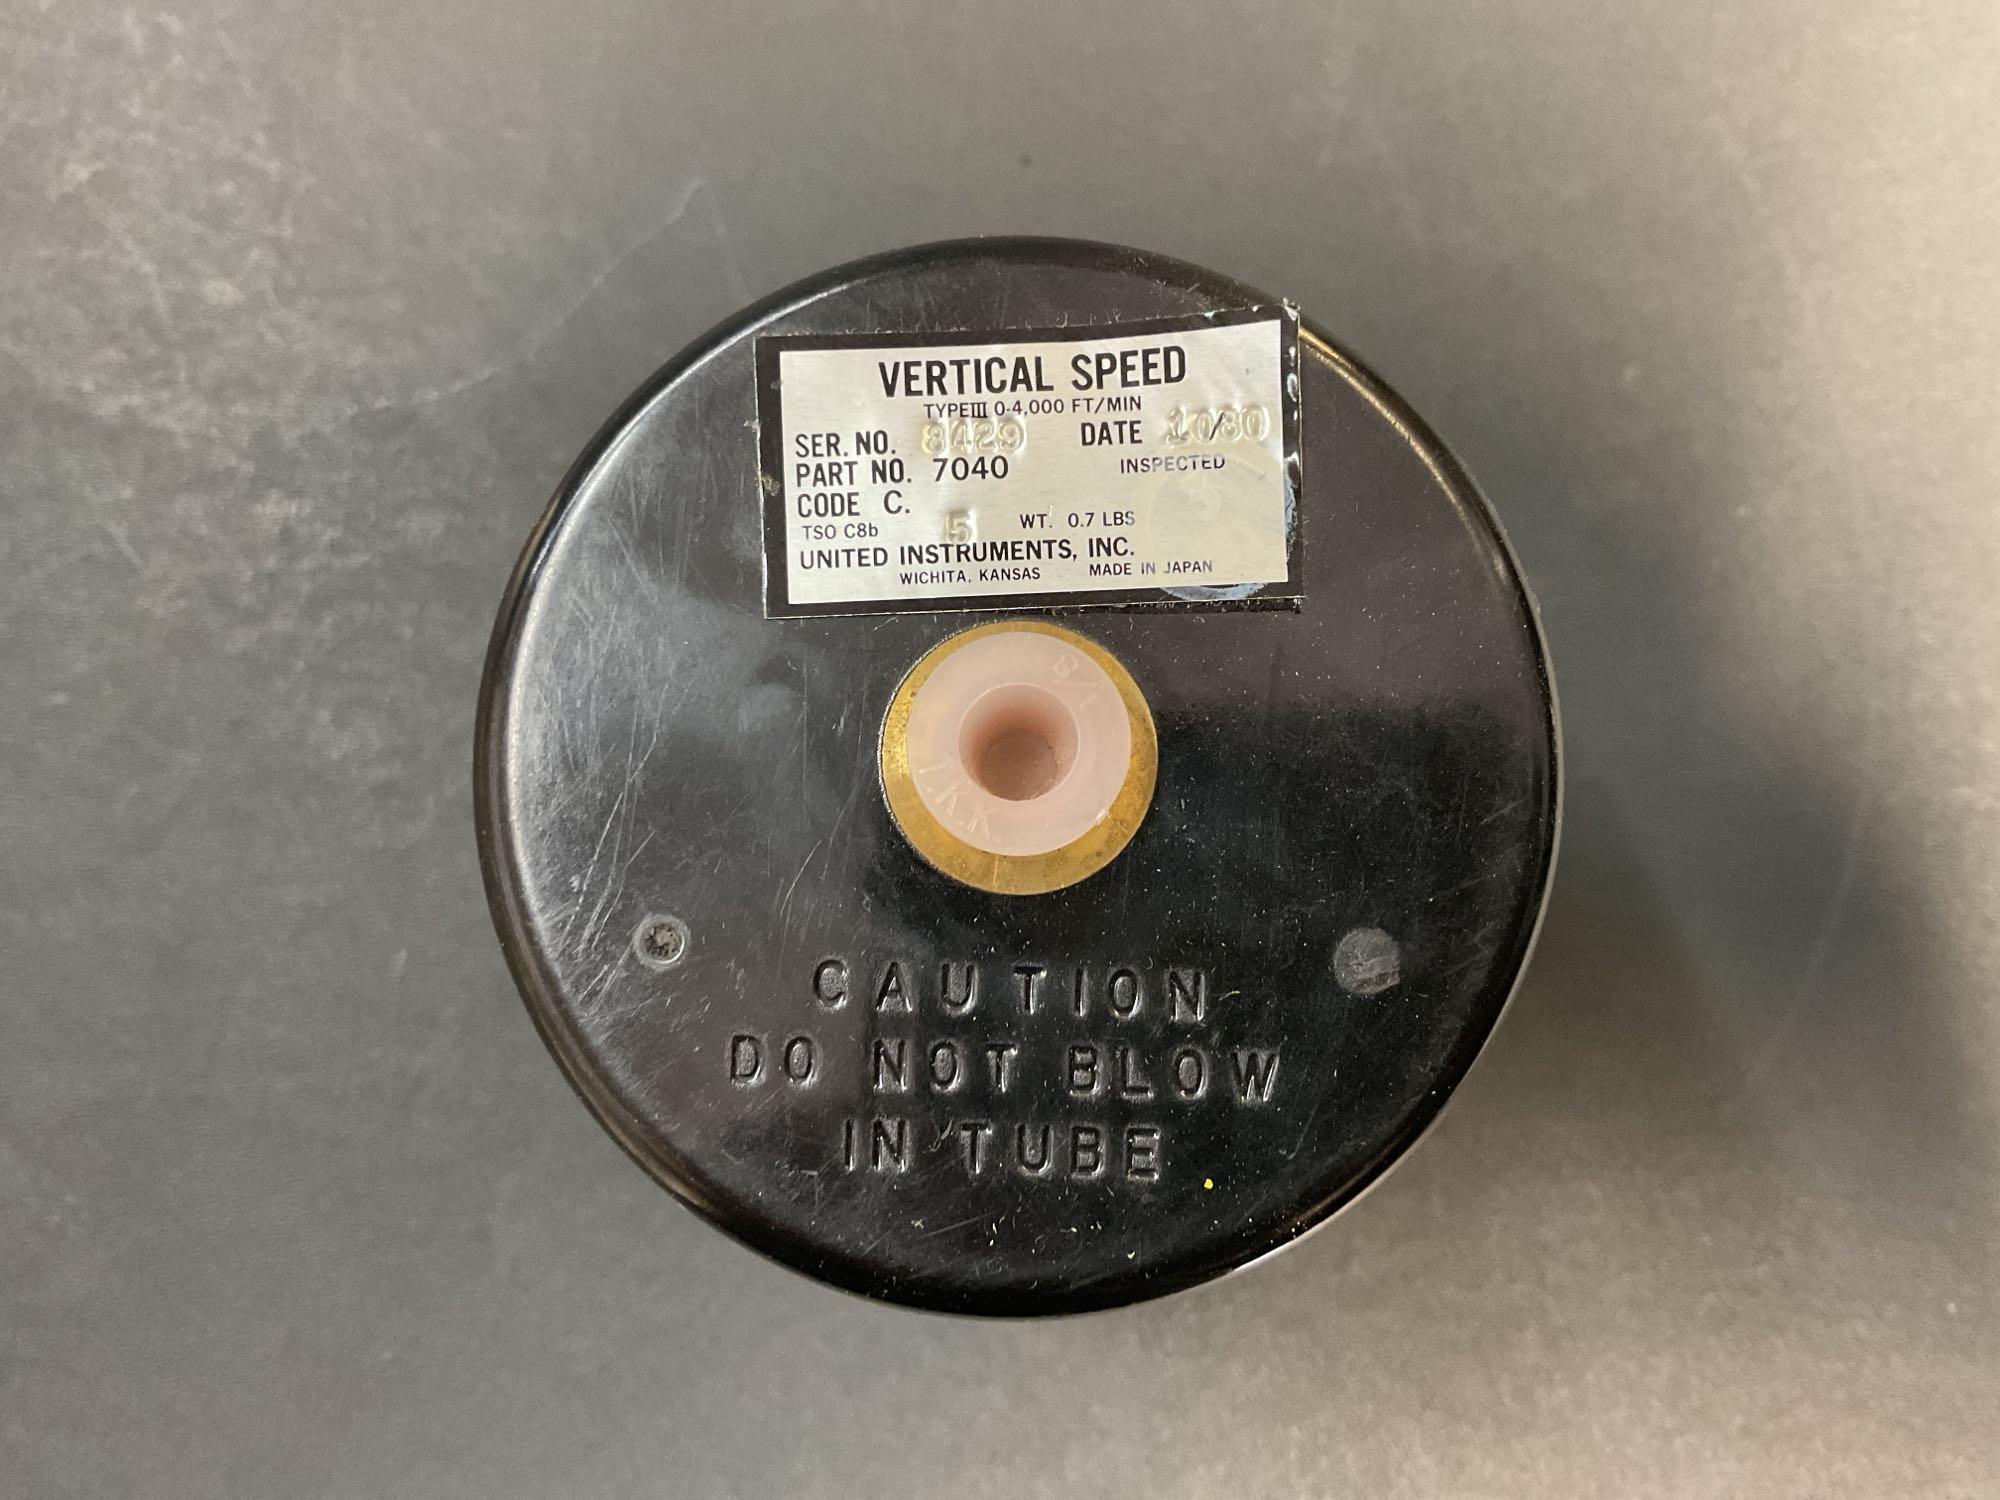 VERTICAL SPEED
TYPE III 0-4,000 FT/MIN
SER. NO. 8429 DATE 10/80
PART NO. 7040 INSPECTED
CODE C. 5
TSO C8b WT. 0.7 LBS
UNITED INSTRUMENTS, INC.
WICHITA, KANSAS MADE IN JAPAN
8/1
J.K.K
CAUTION
DO NOT BLOW
IN TUBE